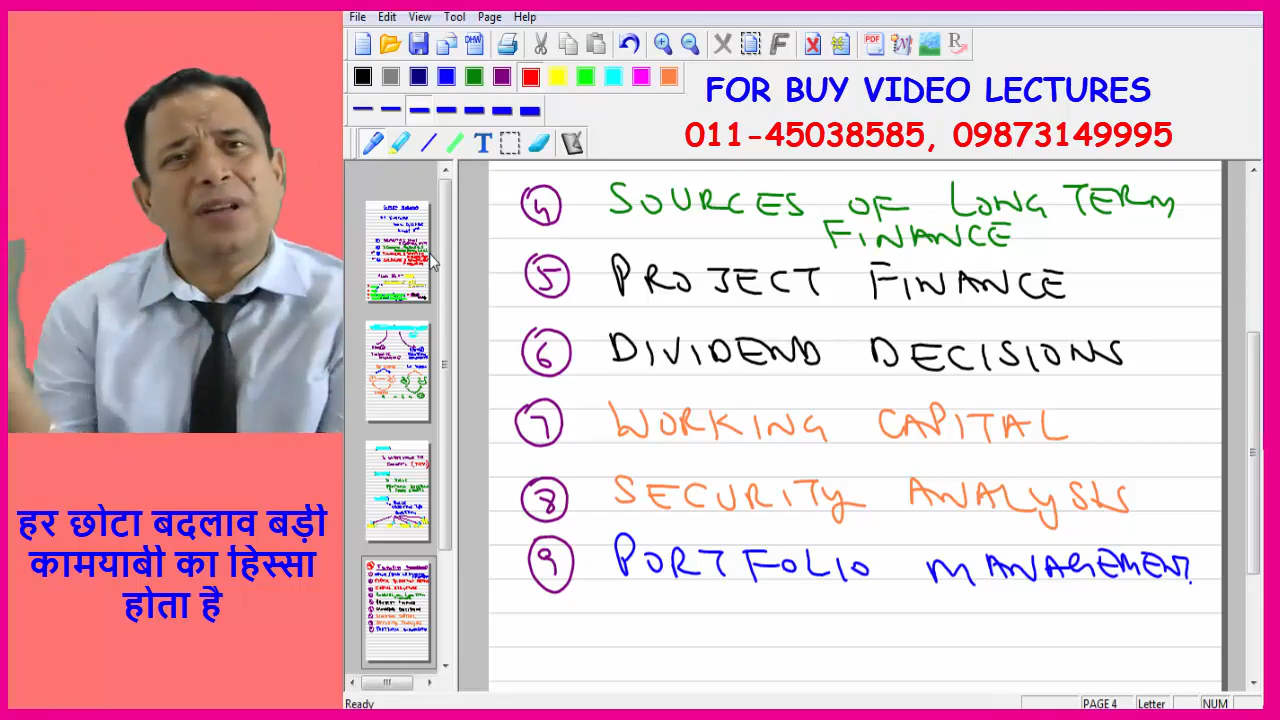 File Edit View Tool Page Help
FOR BUY VIDEO LECTURES
011-45038585, 09873149995
④ SOURCES OF LONG TERM
FINANCE
⑤ PROJECT FINANCE
⑥ DIVIDEND DECISIONS
⑦ WORKING CAPITAL
⑧ SECURITY ANALYSIS
⑨ PORTFOLIO MANAGEMENT
हर छोटा बदलाव बड़ी
कामयाबी का हिस्सा
होता है
Ready PAGE 4 Letter NUM